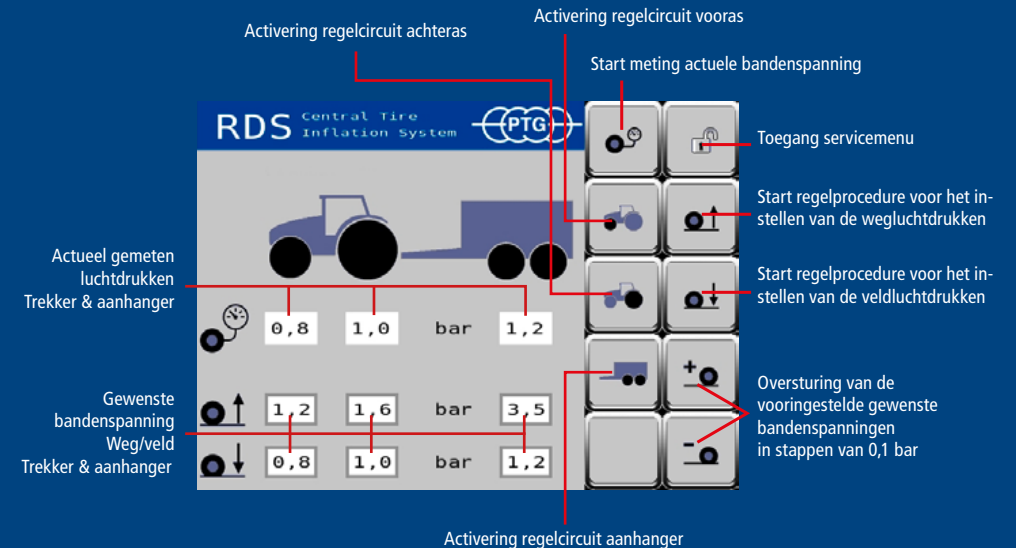 Activering regelcircuit vooras
Activering regelcircuit achteras
Start meting actuele bandenspanning
RDS Central Tire
Inflation System
PTG
Toegang servicemenu
Start regelprocedure voor het in-
stellen van de wegluchtdrukken
Actueel gemeten
luchtdrukken
Trekker & aanhanger
Start regelprocedure voor het in-
stellen van de veldluchtdrukken
0,8 1,0 bar 1,2
Gewenste
bandenspanning
Weg/veld
Trekker & aanhanger
1,2 1,6 bar 3,5
0,8 1,0 bar 1,2
+
-
Oversturing van de
vooringestelde gewenste
bandenspanningen
in stappen van 0,1 bar
Activering regelcircuit aanhanger